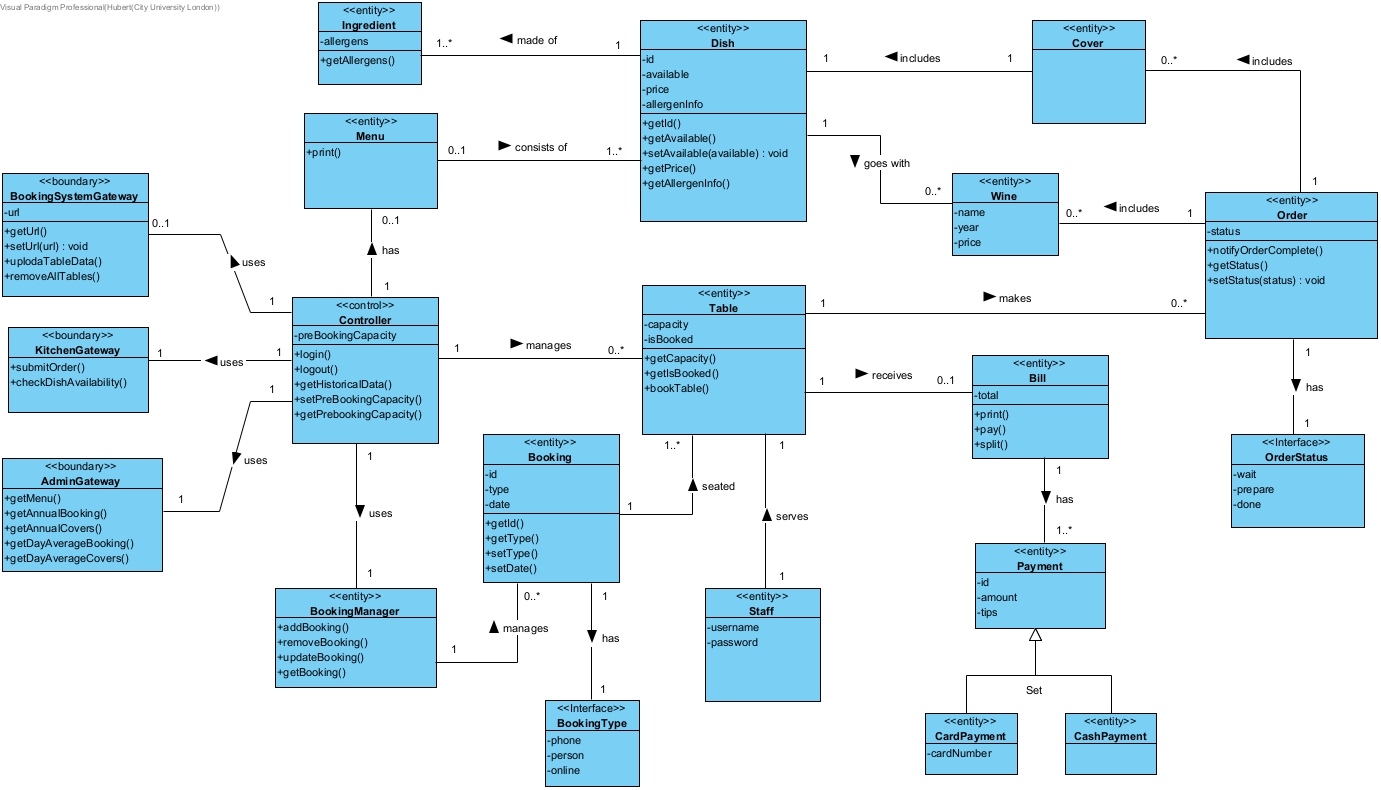 Visual Paradigm Professional(Hubert(City University London))
<<entity>>
Ingredient
-allergens
+getAllergens()
1..*
made of
1
<<entity>>
Dish
-id
-available
-price
-allergenInfo
+getId()
+getAvailable()
+setAvailable(available) : void
+getPrice()
+getAllergenInfo()
1
includes
1
<<entity>>
Cover
0..*
includes
1
<<entity>>
Menu
+print()
0..1
consists of
1..*
1
goes with
0..*
<<entity>>
Wine
-name
-year
-price
0..*
includes
1
<<entity>>
Order
-status
+notifyOrderComplete()
+getStatus()
+setStatus(status) : void
<<boundary>>
BookingSystemGateway
-url
+getUrl()
+setUrl(url) : void
+uplodaTableData()
+removeAllTables()
0..1
uses
1
0..1
has
1
<<control>>
Controller
-preBookingCapacity
+login()
+logout()
+getHistoricalData()
+setPreBookingCapacity()
+getPrebookingCapacity()
<<boundary>>
KitchenGateway
+submitOrder()
+checkDishAvailability()
1
uses
1
1
uses
1
<<boundary>>
AdminGateway
+getMenu()
+getAnnualBooking()
+getAnnualCovers()
+getDayAverageBooking()
+getDayAverageCovers()
1
manages
0..*
<<entity>>
Table
-capacity
-isBooked
+getCapacity()
+getIsBooked()
+bookTable()
1
makes
0..*
1
receives
0..1
<<entity>>
Bill
-total
+print()
+pay()
+split()
1
has
1
<<Interface>>
OrderStatus
-wait
-prepare
-done
1
uses
1
<<entity>>
BookingManager
+addBooking()
+removeBooking()
+updateBooking()
+getBooking()
1
manages
0..*
<<entity>>
Booking
-id
-type
-date
+getId()
+getType()
+setType()
+setDate()
1
seated
1..*
1
serves
1
<<entity>>
Staff
-username
-password
1
has
1
<<Interface>>
BookingType
-phone
-person
-online
1
has
1..*
<<entity>>
Payment
-id
-amount
-tips
Set
<<entity>>
CardPayment
-cardNumber
<<entity>>
CashPayment